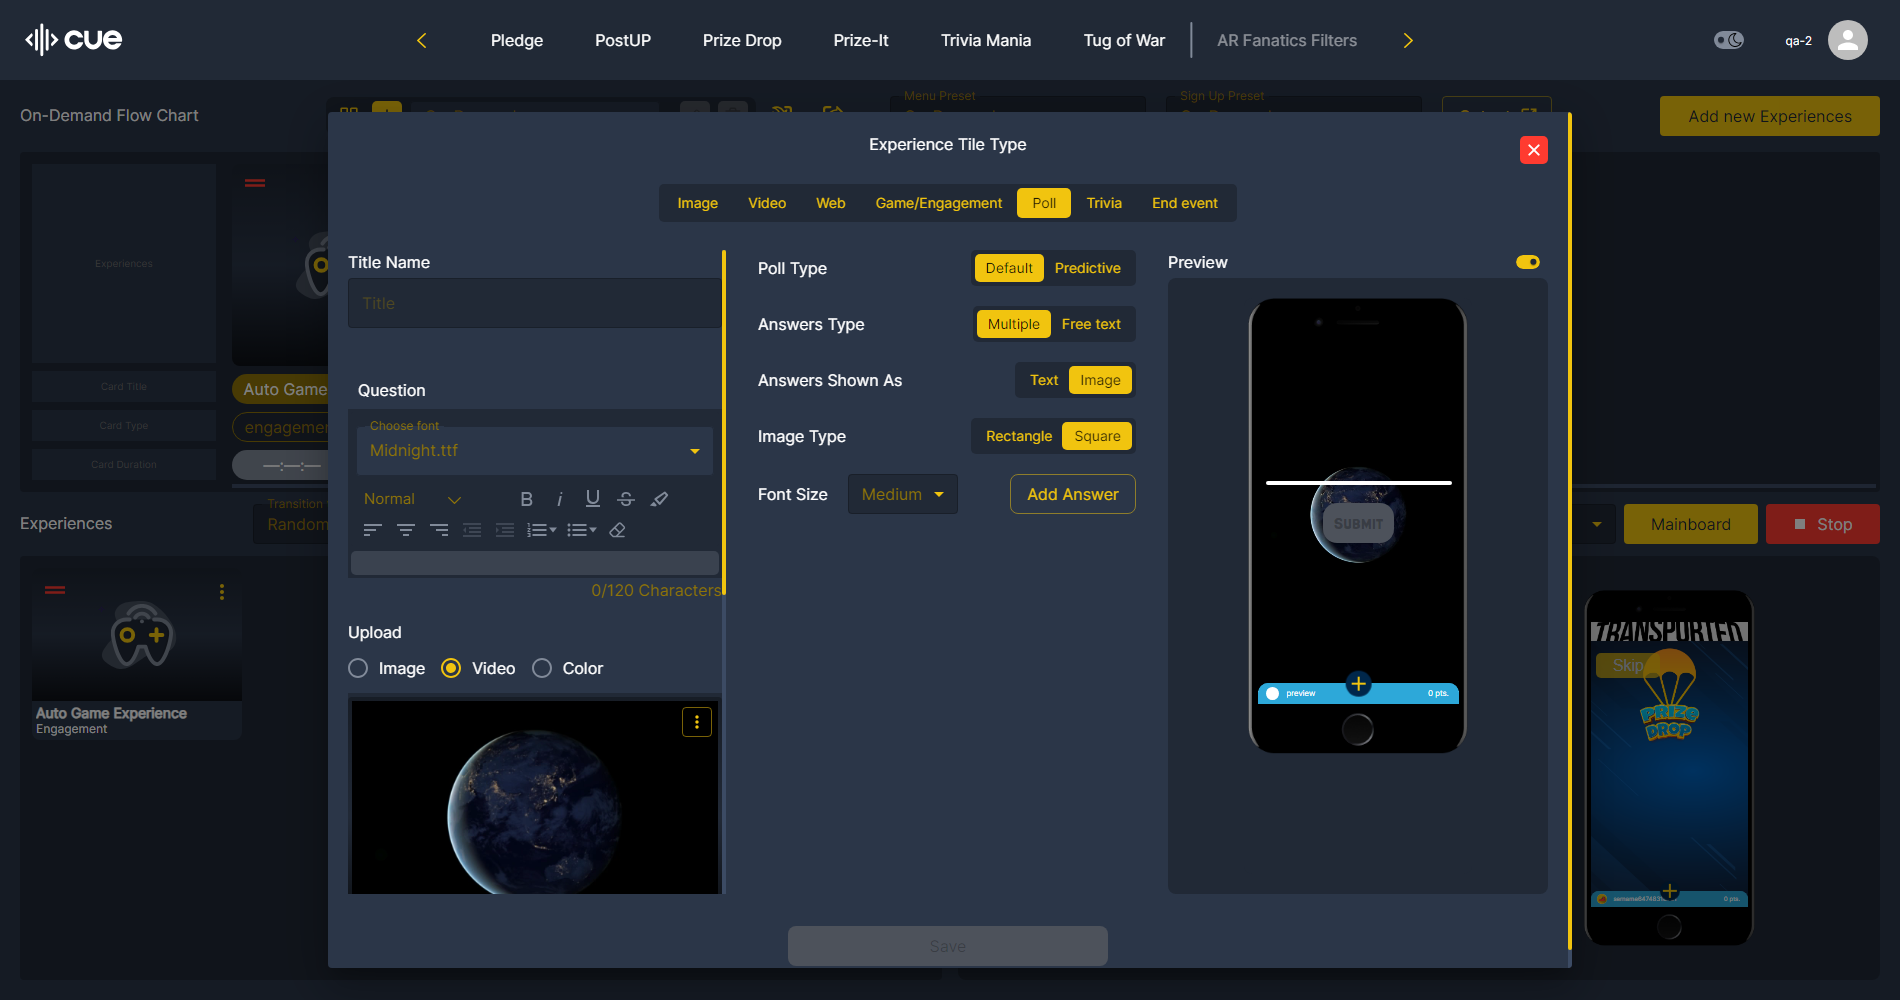 cue
Pledge
PostUP
Prize Drop
Prize-It
Trivia Mania
Tug of War
AR Fanatics Filters
qa-2
On-Demand Flow Chart
Menu Preset
Sign Up Preset
Add new Experiences
Experience Tile Type
Image
Video
Web
Game/Engagement
Poll
Trivia
End event
Experiences
Card Title
Card Type
Card Duration
Auto Game
engagemen
—:—:—
Title Name
Title
Question
Choose font
Midnight.ttf
Normal
B
i
U
S
0/120 Characters
Upload
Image
Video
Color
Poll Type
Default
Predictive
Answers Type
Multiple
Free text
Answers Shown As
Text
Image
Image Type
Rectangle
Square
Font Size
Medium
Add Answer
Preview
SUBMIT
preview
0 pts.
Save
Experiences
Transition
Random
Mainboard
Stop
Auto Game Experience
Engagement
TRANSPORTED
Skip
PRIZE
DROP
0 pts.